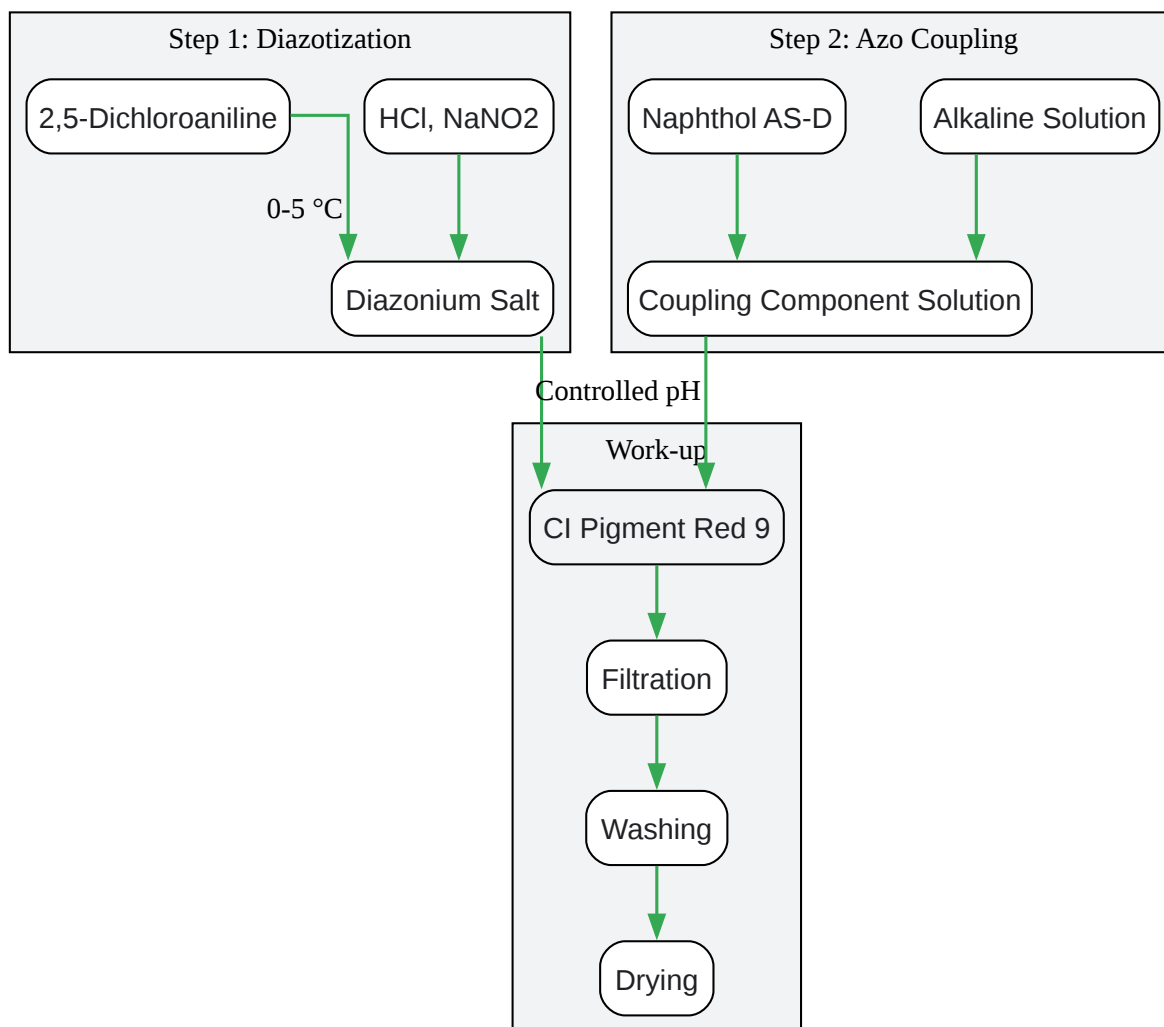 Step 1: Diazotization
2,5-Dichloroaniline
HCl, NaNO2
0-5 °C
Diazonium Salt
Step 2: Azo Coupling
Naphthol AS-D
Alkaline Solution
Coupling Component Solution
Controlled pH
Work-up
CI Pigment Red 9
Filtration
Washing
Drying